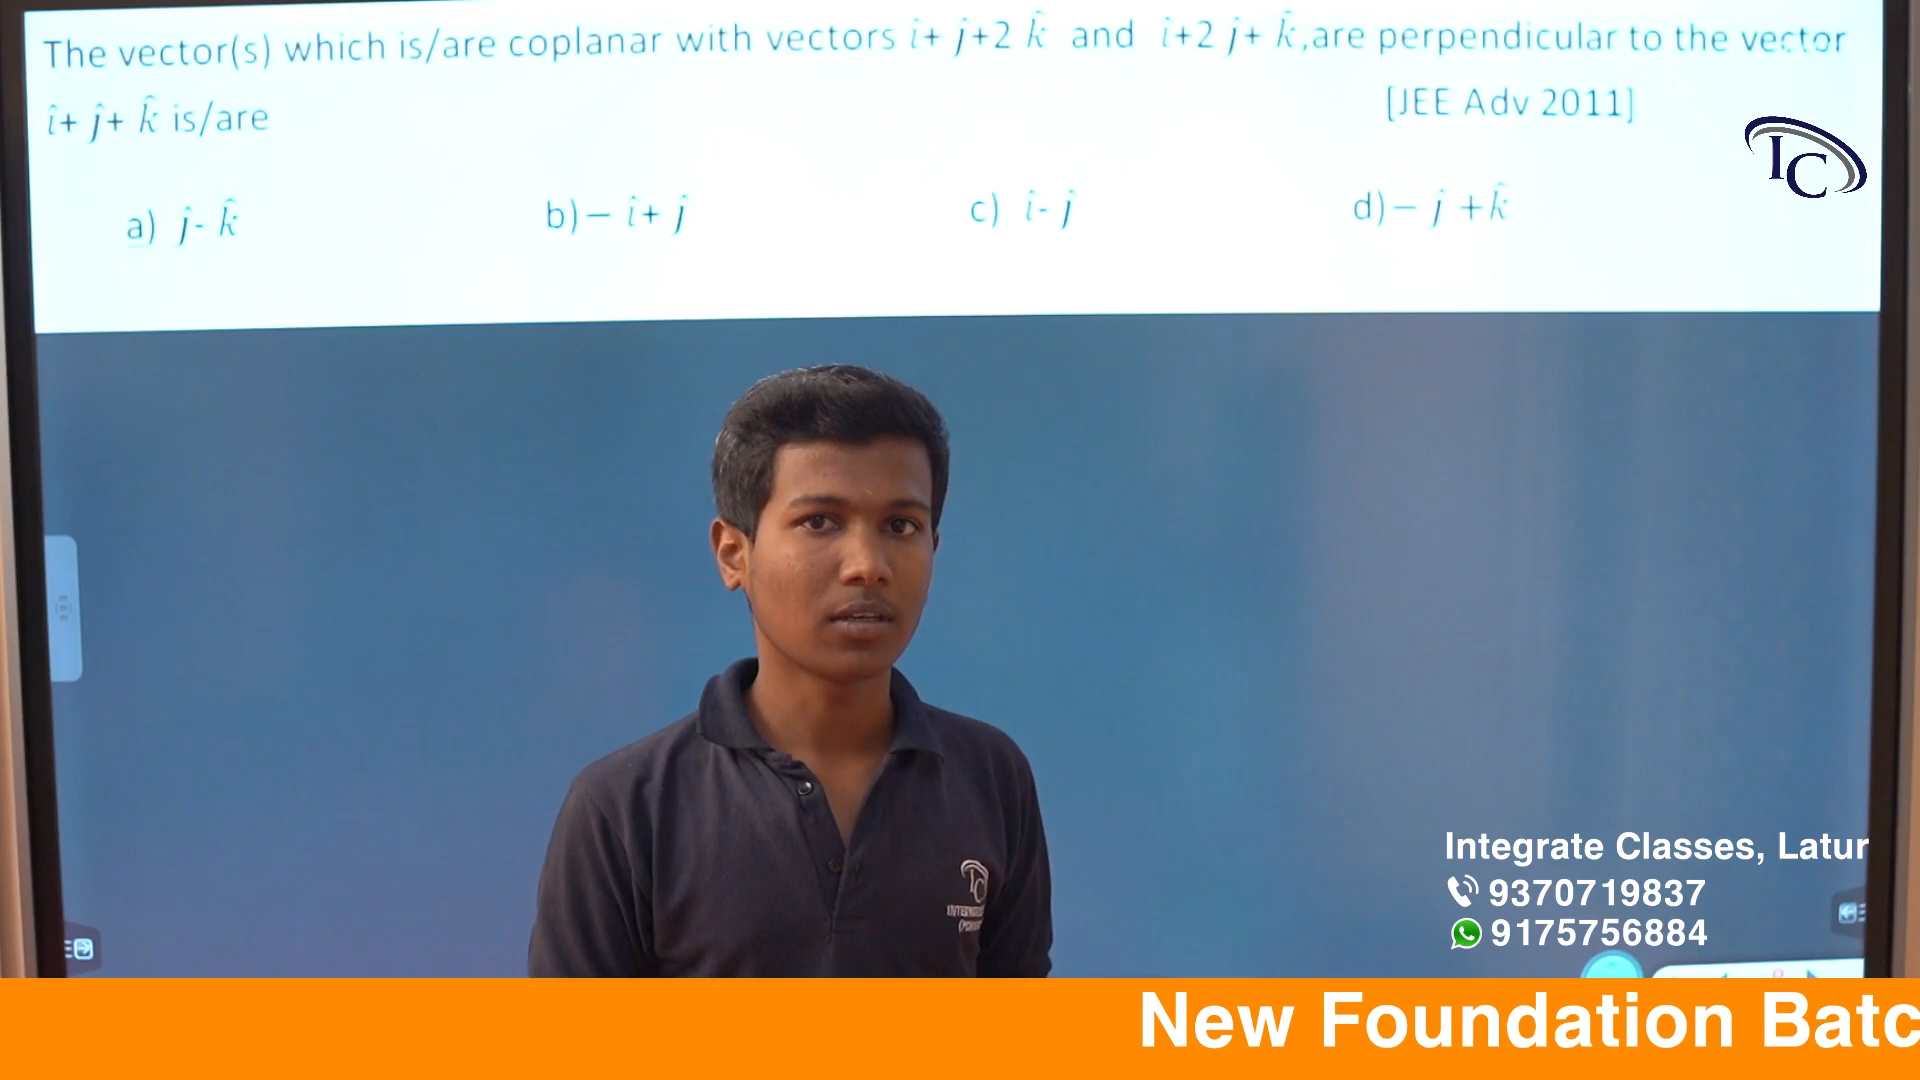 The vector(s) which is/are coplanar with vectors î+ ĵ+2 k̂ and î+2 ĵ+ k̂,are perpendicular to the vector
î+ ĵ+ k̂ is/are
[JEE Adv 2011]
IC
a) ĵ- k̂
b)− î+ ĵ
c) î- ĵ
d)− ĵ +k̂
IC
Integrate Classes, Latur
9370719837
9175756884
New Foundation Batc